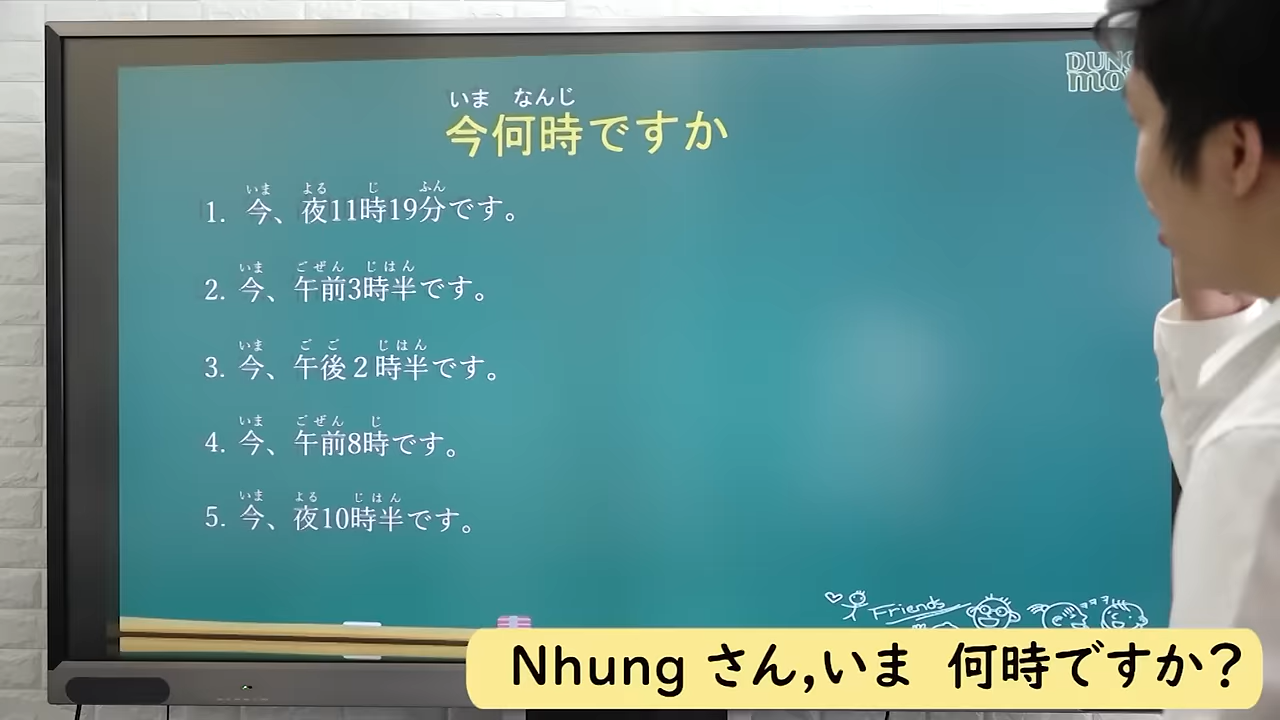 DUNG
MO
いま なんじ
今何時ですか
いま よる じ ふん
1. 今、夜11時19分です。
いま ごぜん じはん
2. 今、午前3時半です。
いま ごご じはん
3. 今、午後２時半です。
いま ごぜん じ
4. 今、午前8時です。
いま よる じはん
5. 今、夜10時半です。
Friends
Nhung さん,いま 何時ですか?